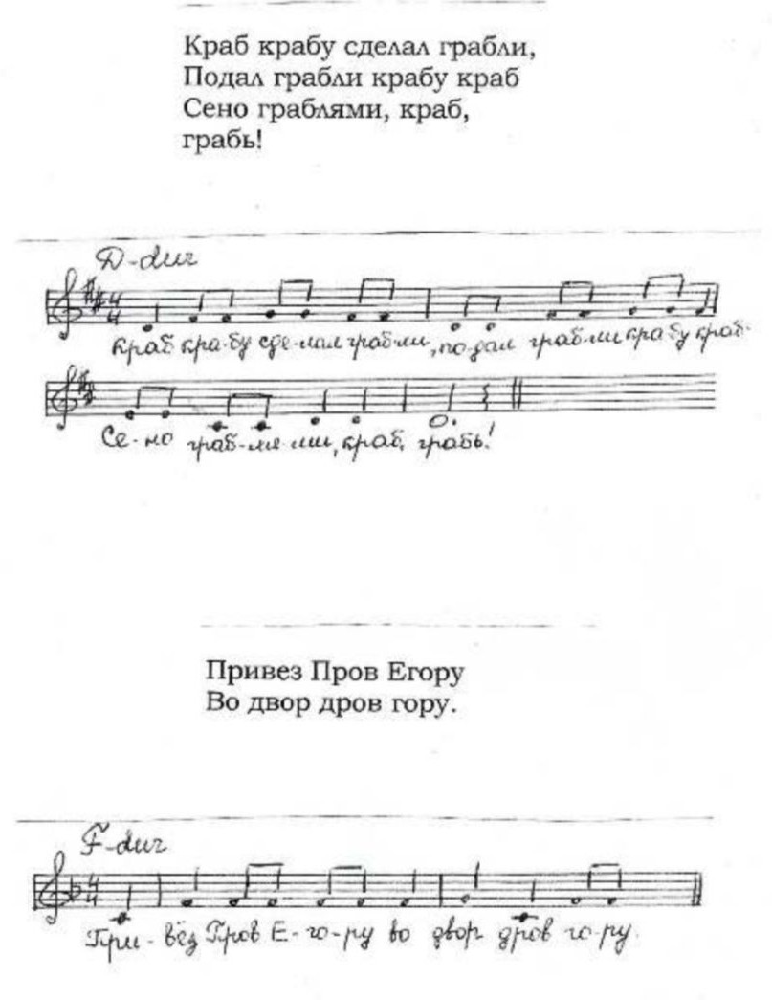 Краб крабу сделал грабли,
Подал грабли крабу краб
Сено граблями, краб,
грабь!
D-dur
Краб кра-бу сде-лал граб-ли, по-дал граб-ли кра-бу краб.
Се-но граб-ля-ми, краб, грабь!
Привез Пров Егору
Во двор дров гору.
F-dur
При-вёз Пров Е-го-ру во двор дров го-ру.